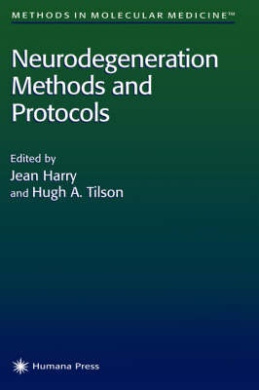 METHODS IN MOLECULAR MEDICINE™
Neurodegeneration
Methods and
Protocols
Edited by
Jean Harry
and Hugh A. Tilson
Humana Press